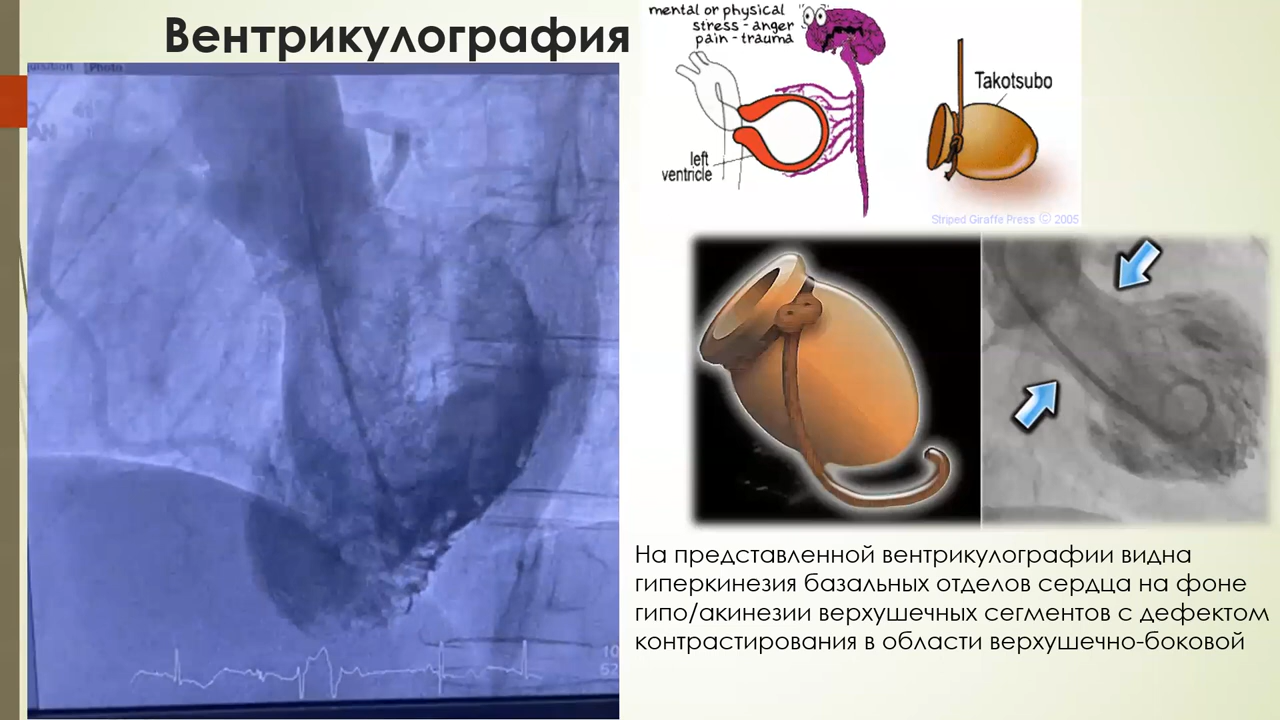 Вентрикулография
mental or physical
stress - anger
pain - trauma
Takotsubo
left
ventricle
Striped Giraffe Press © 2005
Photo
На представленной вентрикулографии видна
гиперкинезия базальных отделов сердца на фоне
гипо/акинезии верхушечных сегментов с дефектом
контрастирования в области верхушечно-боковой